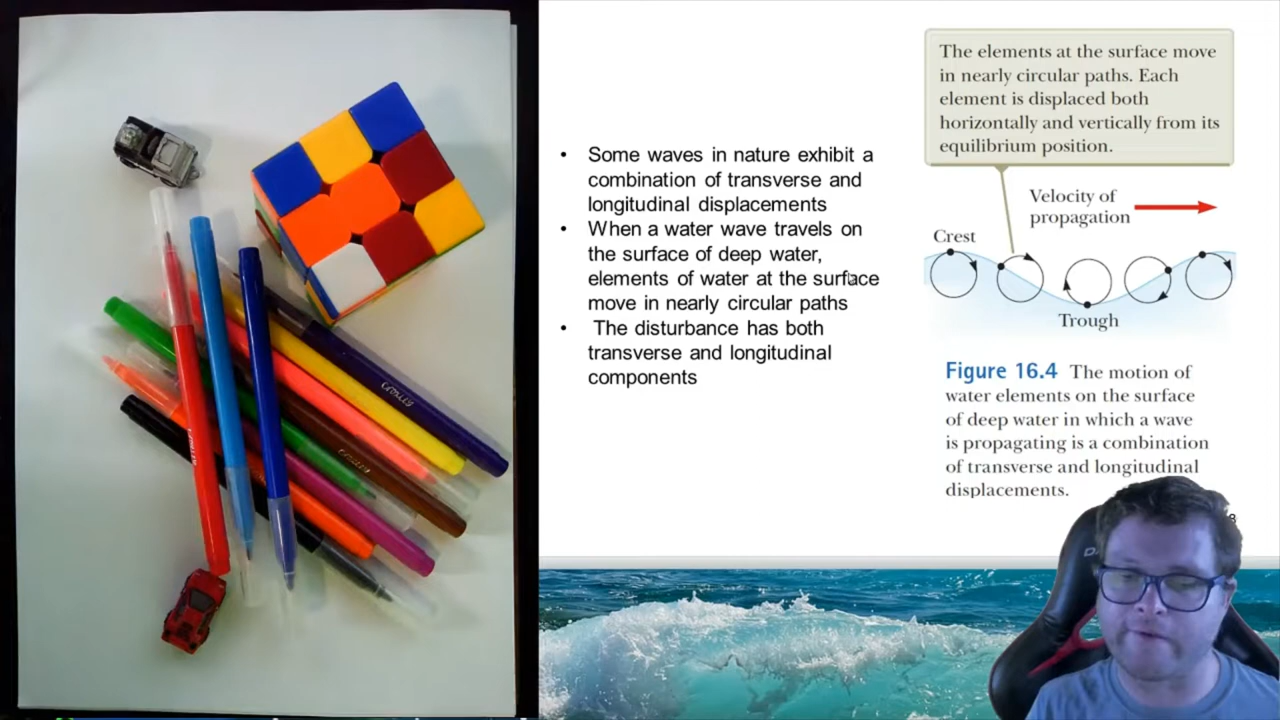 • Some waves in nature exhibit a
combination of transverse and
longitudinal displacements
• When a water wave travels on
the surface of deep water,
elements of water at the surface
move in nearly circular paths
• The disturbance has both
transverse and longitudinal
components
The elements at the surface move
in nearly circular paths. Each
element is displaced both
horizontally and vertically from its
equilibrium position.
Velocity of
propagation
Crest
Trough
Figure 16.4 The motion of
water elements on the surface
of deep water in which a wave
is propagating is a combination
of transverse and longitudinal
displacements.